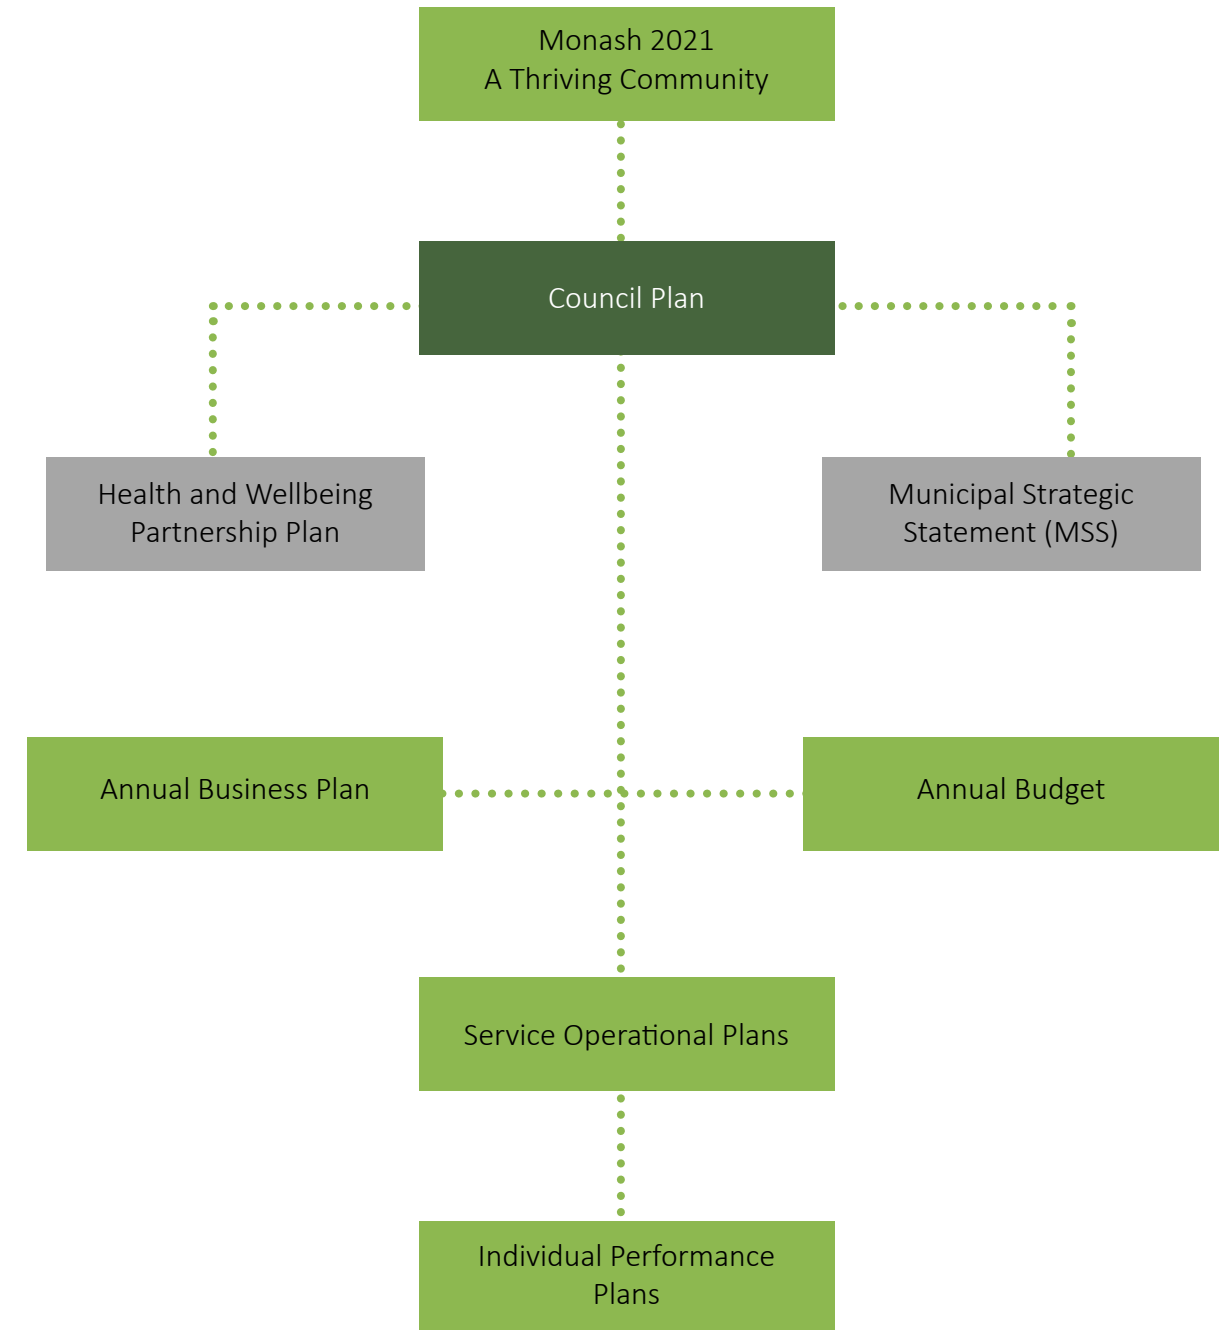 Monash 2021
A Thriving Community
Council Plan
Health and Wellbeing
Partnership Plan
Municipal Strategic
Statement (MSS)
Annual Business Plan
Annual Budget
Service Operational Plans
Individual Performance
Plans